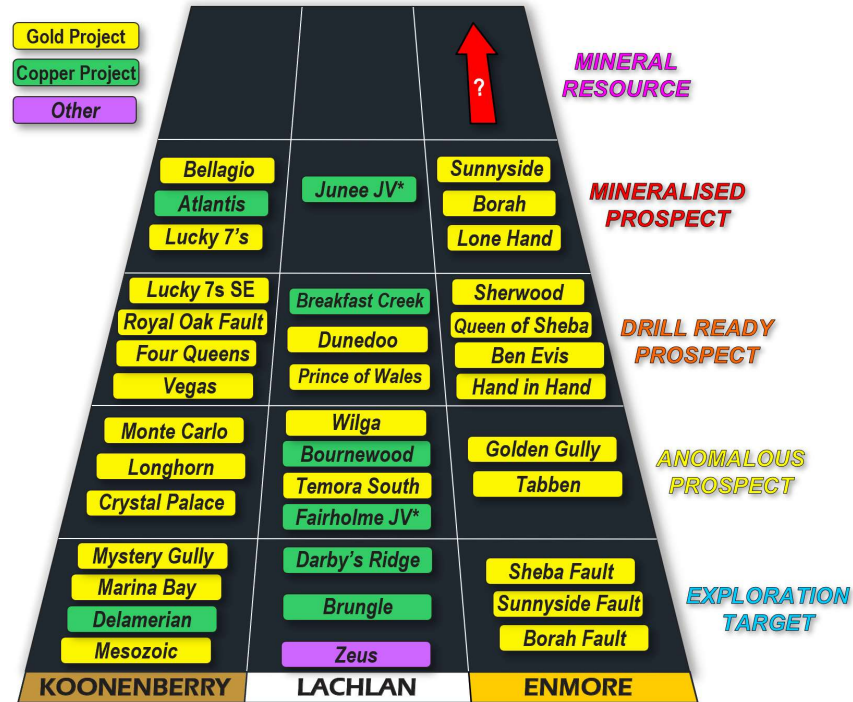 Gold Project
Copper Project
Other
?
MINERAL
RESOURCE
Bellagio
Atlantis
Lucky 7's
Junee JV*
Sunnyside
Borah
Lone Hand
MINERALISED
PROSPECT
Lucky 7s SE
Royal Oak Fault
Four Queens
Vegas
Breakfast Creek
Dunedoo
Prince of Wales
Sherwood
Queen of Sheba
Ben Evis
Hand in Hand
DRILL READY
PROSPECT
Monte Carlo
Longhorn
Crystal Palace
Wilga
Bournewood
Temora South
Fairholme JV*
Golden Gully
Tabben
ANOMALOUS
PROSPECT
Mystery Gully
Marina Bay
Delamerian
Mesozoic
Darby's Ridge
Brungle
Zeus
Sheba Fault
Sunnyside Fault
Borah Fault
EXPLORATION
TARGET
KOONENBERRY
LACHLAN
ENMORE